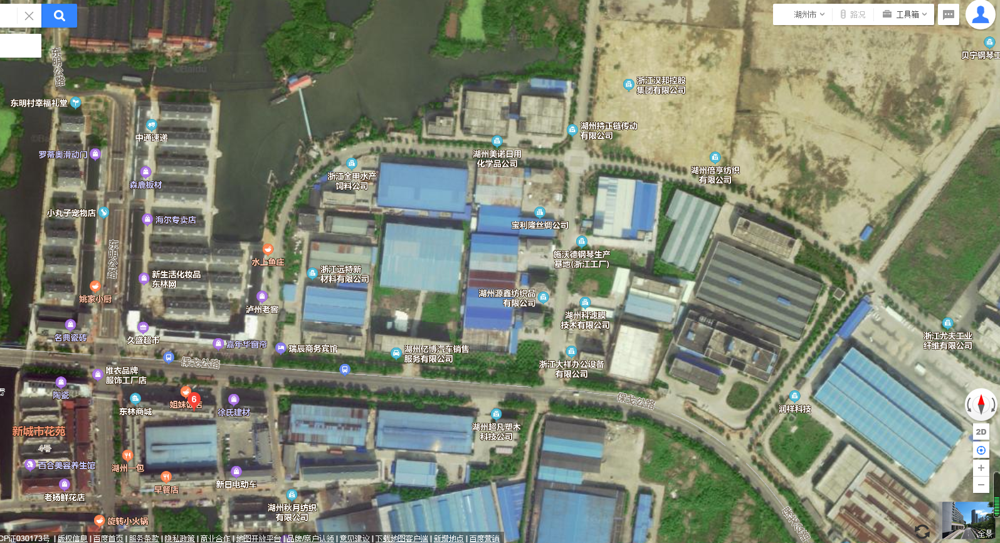 湖州市
路况
工具箱
贝宁钢琴工
东明公路
浙江汉邦控股
集团有限公司
东明村幸福礼堂
中通速递
湖州持正链传动
有限公司
罗蒂奥滑动门
湖州美诺日用
化学品公司
湖州倍亨纺织
有限公司
浙江金甲水产
饲料公司
森鹿板材
小丸子宠物店
海尔专卖店
宝利隆丝绸公司
东明公路
水上鱼庄
施沃德钢琴生产
基地(浙江工厂)
新生活化妆品
东林网
浙江远特新
材料有限公司
姚家小厨
泸州老窖
湖州源鑫纺织品
有限公司
湖州科滤膜
技术有限公司
名典瓷砖
久盛超市
嘉年华窗帘
瑞辰商务宾馆
湖州亿博汽车销售
服务有限公司
浙江尤夫工业
纤维有限公司
保戈公路
浙江大样办公设备
有限公司
唯衣品牌
服饰工厂店
陶瓷
号
东林商城
姐妹饭店
6
徐氏建材
保戈公路
润祥科技
新城市花苑
4号
湖州超凡塑木
科技公司
2D
百合美容养生馆
湖州一包
早餐店
新日电动车
老杨鲜花店
湖州秋月纺织
有限公司
旋转小火锅
保戈公路
全景
CP证030173号 | 版权信息 | 百度首页 | 服务条款 | 隐私政策 | 商业合作 | 地图开放平台 | 品牌/商户认领 | 意见建议 | 下载地图客户端 | 新增地点 | 百度营销